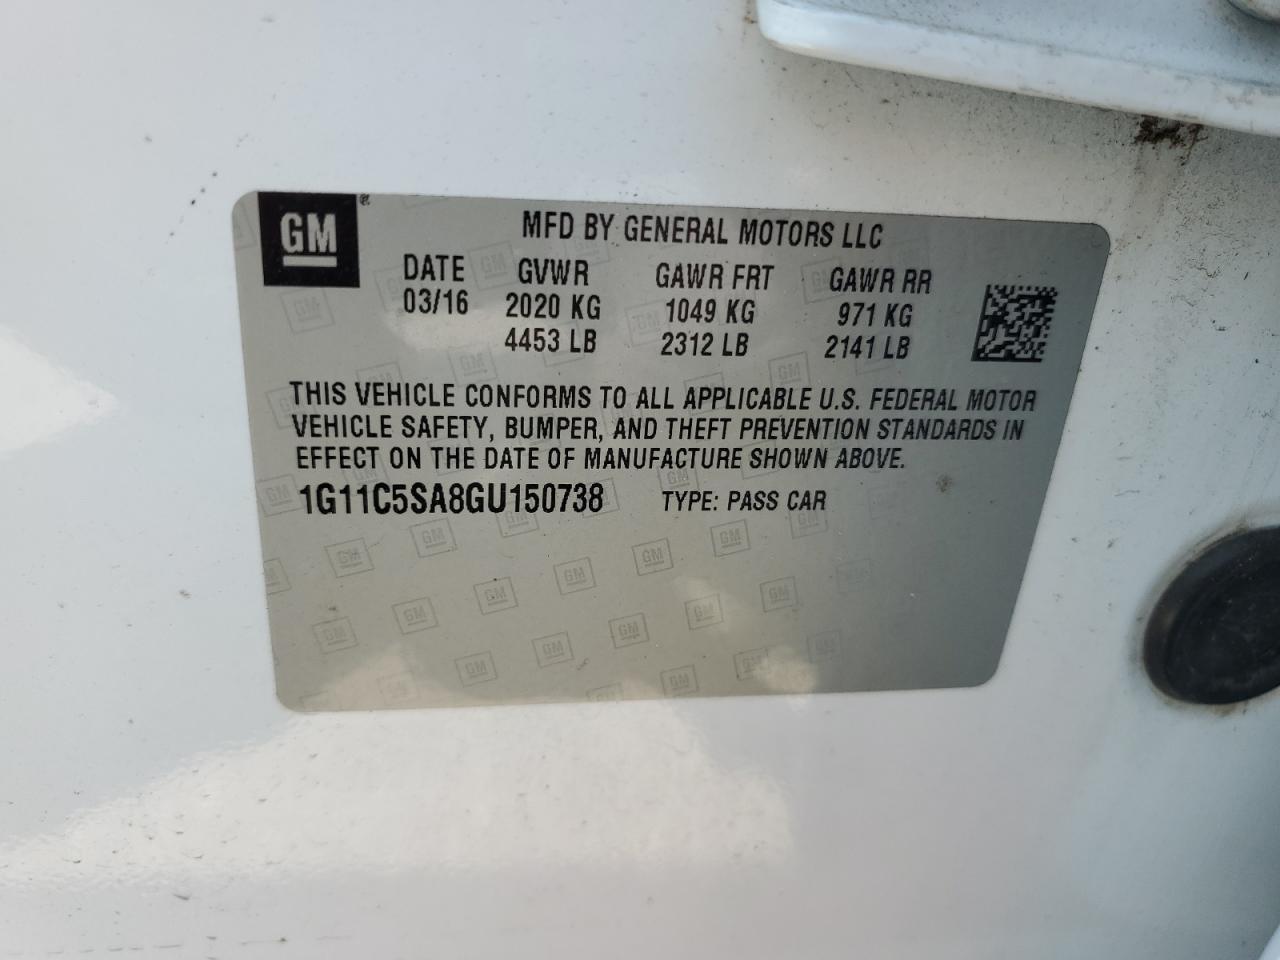 GM®
MFD BY GENERAL MOTORS LLC
DATE GVWR GAWR FRT GAWR RR
03/16 2020 KG 1049 KG 971 KG
4453 LB 2312 LB 2141 LB
THIS VEHICLE CONFORMS TO ALL APPLICABLE U.S. FEDERAL MOTOR
VEHICLE SAFETY, BUMPER, AND THEFT PREVENTION STANDARDS IN
EFFECT ON THE DATE OF MANUFACTURE SHOWN ABOVE.
1G11C5SA8GU150738 TYPE: PASS CAR